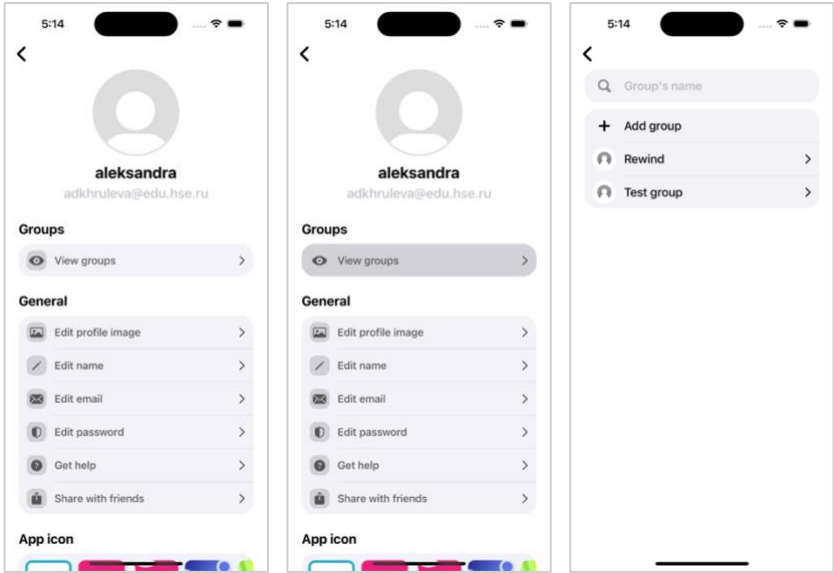 5:14
aleksandra
adkhruleva@edu.hse.ru
Groups
View groups
General
Edit profile image
Edit name
Edit email
Edit password
Get help
Share with friends
App icon
5:14
aleksandra
adkhruleva@edu.hse.ru
Groups
View groups
General
Edit profile image
Edit name
Edit email
Edit password
Get help
Share with friends
App icon
5:14
Group's name
Add group
Rewind
Test group